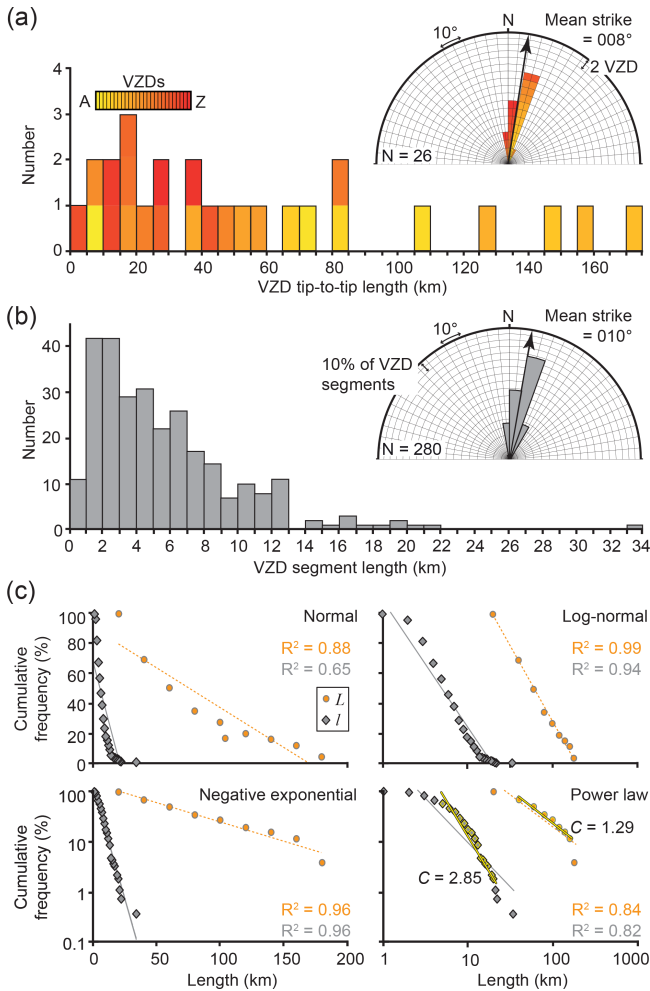 (a)
N
10°
Mean strike
= 008°
2 VZD
VZDs
A
Z
N = 26
Number
4
3
2
1
0
0 20 40 60 80 100 120 140 160
VZD tip-to-tip length (km)
(b)
N
10°
Mean strike
= 010°
10% of VZD
segments
N = 280
Number
40
30
20
10
0
0 2 4 6 8 10 12 14 16 18 20 22 24 26 28 30 32 34
VZD segment length (km)
(c)
Cumulative
frequency (%)
100
80
60
40
20
0
Normal
R² = 0.88
R² = 0.65
L
l
Log-normal
R² = 0.99
R² = 0.94
Cumulative
frequency (%)
100
10
1
0.1
Negative exponential
R² = 0.96
R² = 0.96
0 50 100 150 200
Length (km)
Power law
C = 1.29
C = 2.85
R² = 0.84
R² = 0.82
1 10 100 1000
Length (km)